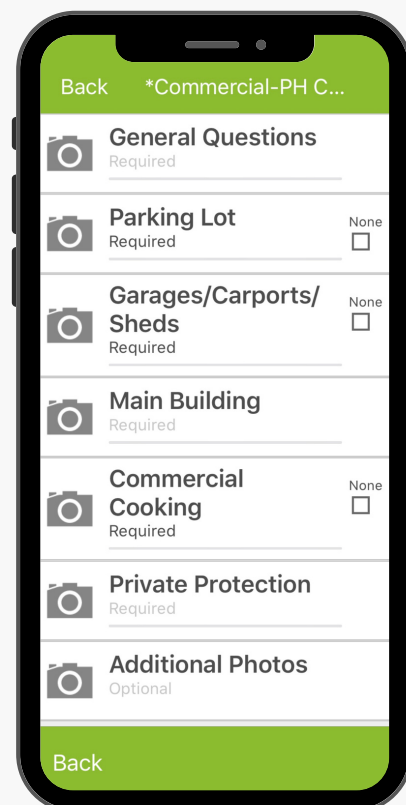 Back *Commercial-PH C...
General Questions
Required
Parking Lot
Required
None
Garages/Carports/
Sheds
Required
None
Main Building
Required
Commercial
Cooking
Required
None
Private Protection
Required
Additional Photos
Optional
Back